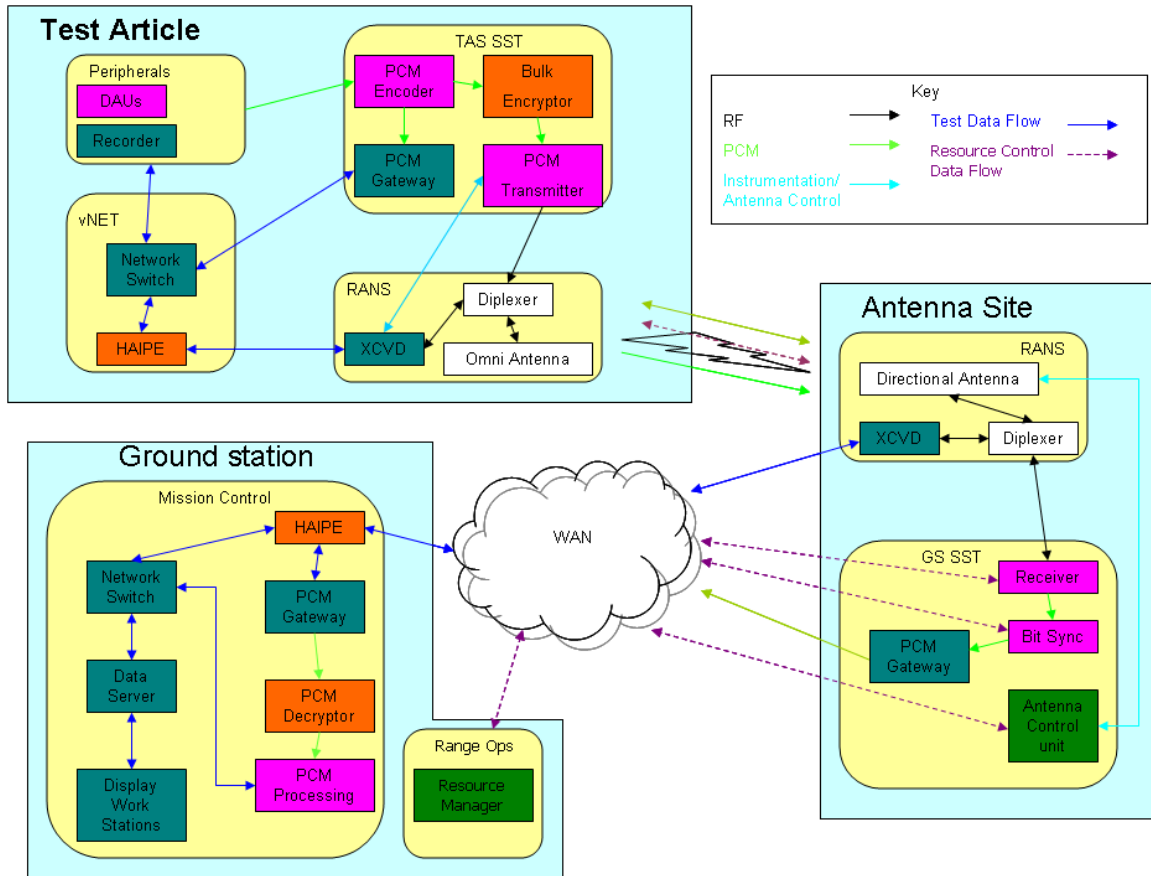 Test Article
Peripherals
DAUs
Recorder
TAS SST
PCM
Encoder
Bulk
Encryptor
PCM
Gateway
PCM
Transmitter
vNET
Network
Switch
HAIPE
RANS
Diplexer
XCVD
Omni Antenna
Key
RF
PCM
Instrumentation/
Antenna Control
Test Data Flow
Resource Control
Data Flow
Antenna Site
RANS
Directional Antenna
XCVD
Diplexer
GS SST
Receiver
Bit Sync
PCM
Gateway
Antenna
Control
unit
Ground station
Mission Control
HAIPE
Network
Switch
PCM
Gateway
Data
Server
PCM
Decryptor
Display
Work
Stations
PCM
Processing
WAN
Range Ops
Resource
Manager